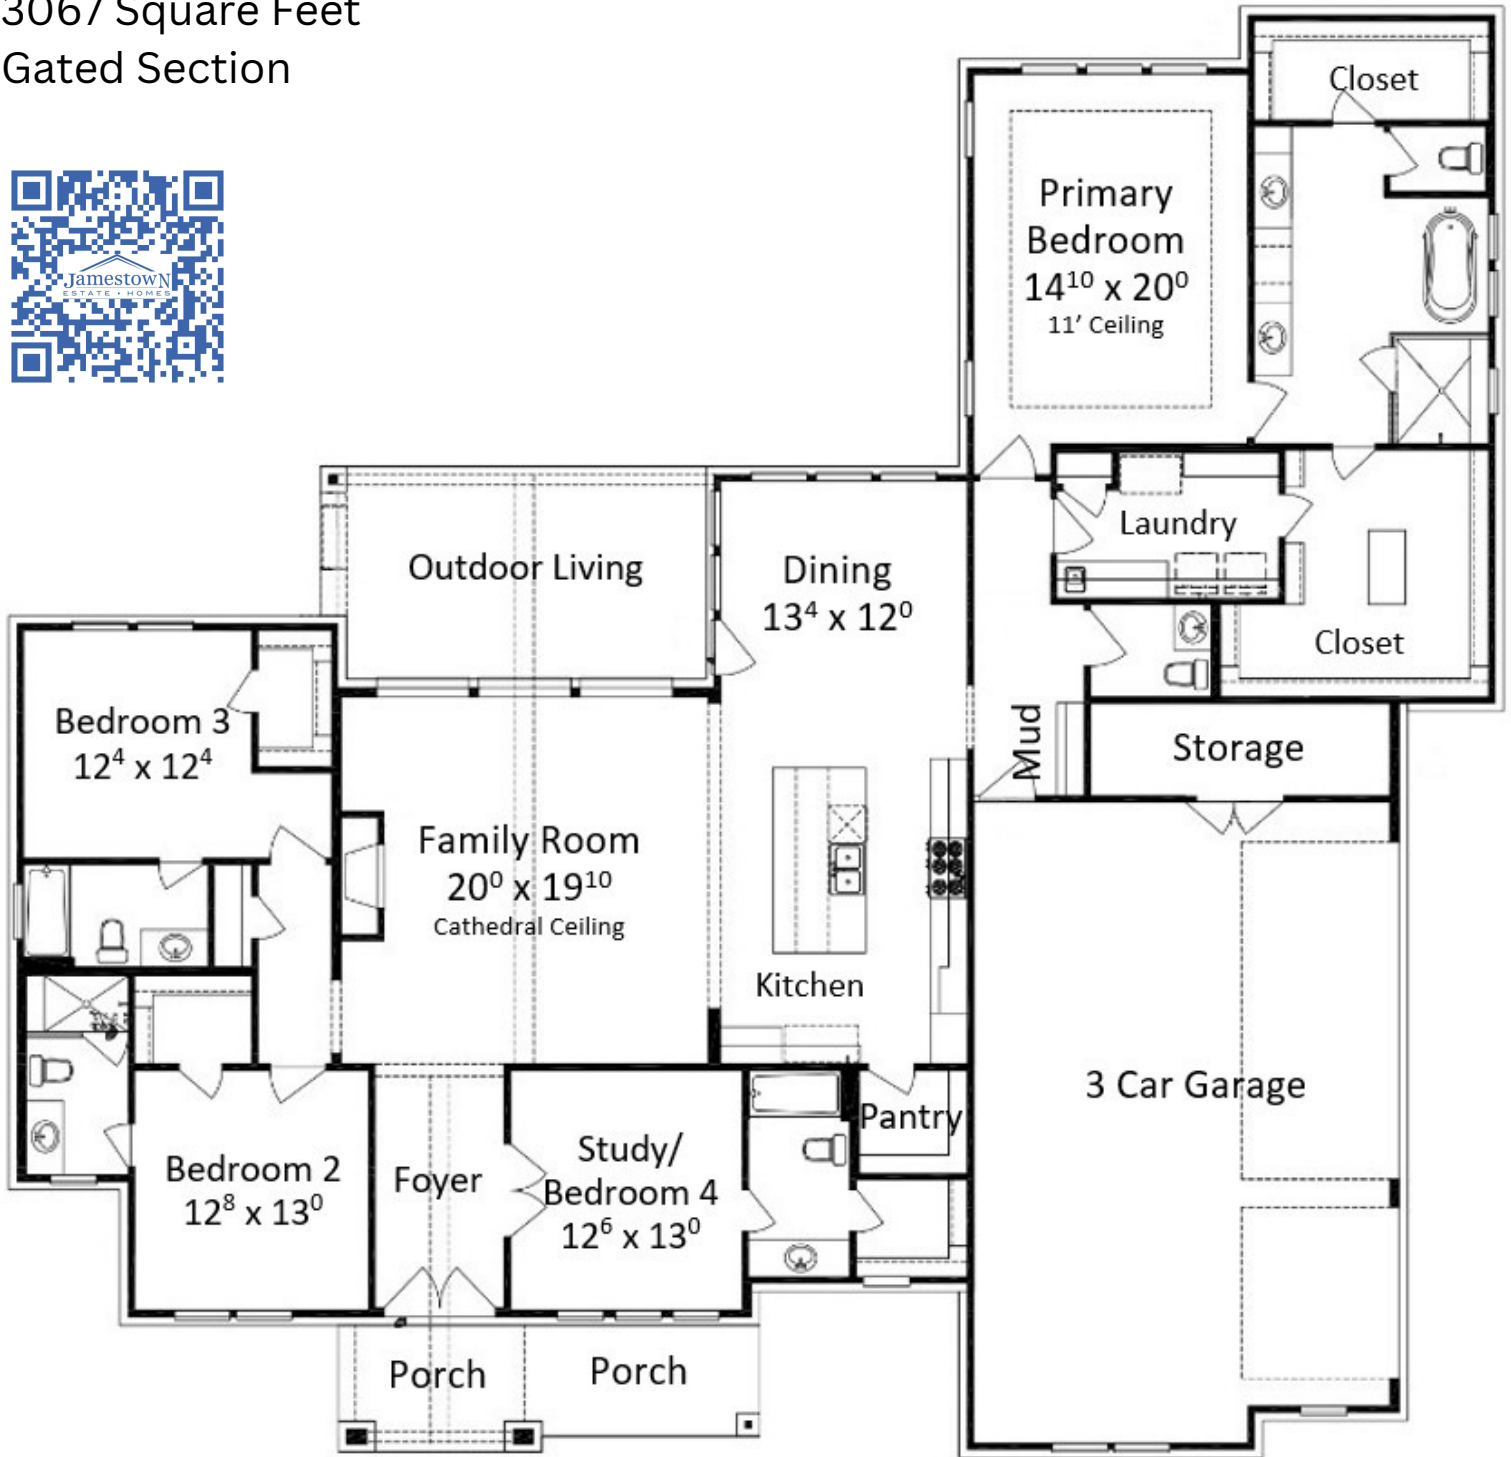 3067 Square Feet
Gated Section
JamestowN
ESTATE • HOMES
Closet
Primary
Bedroom
14¹⁰ x 20⁰
11’ Ceiling
Laundry
Outdoor Living
Dining
13⁴ x 12⁰
Closet
Bedroom 3
12⁴ x 12⁴
Mud
Storage
Family Room
20⁰ x 19¹⁰
Cathedral Ceiling
Kitchen
3 Car Garage
Pantry
Bedroom 2
12⁸ x 13⁰
Foyer
Study/
Bedroom 4
12⁶ x 13⁰
Porch
Porch